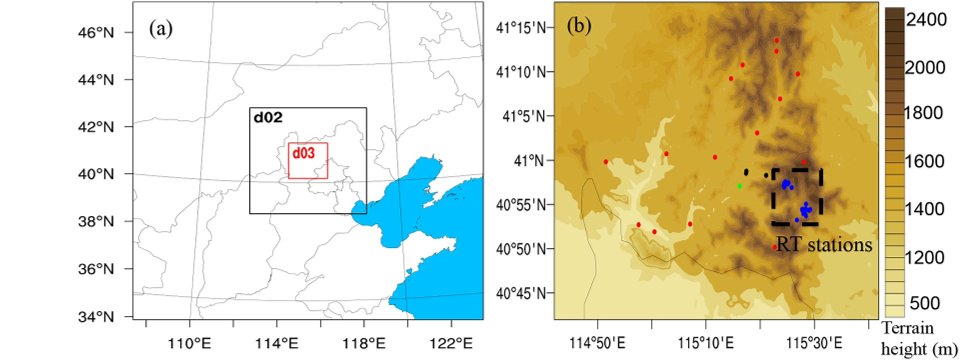 (a)
46°N
44°N
42°N
40°N
38°N
36°N
34°N
d02
d03
110°E
114°E
118°E
122°E
(b)
41°15'N
41°10'N
41°5'N
41°N
40°55'N
40°50'N
40°45'N
RT stations
114°50'E
115°10'E
115°30'E
2400
2000
1800
1600
1400
1200
500
Terrain
height (m)